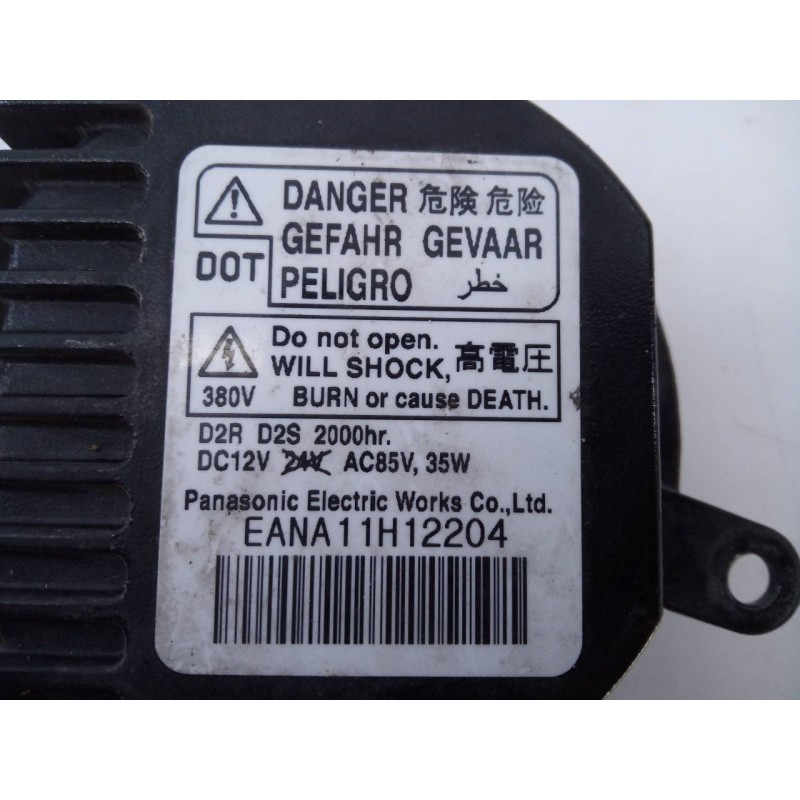 DANGER 危険 危险
GEFAHR GEVAAR
DOT PELIGRO خطر
Do not open.
WILL SHOCK, 高電圧
380V BURN or cause DEATH.
D2R D2S 2000hr.
DC12V 24V AC85V, 35W
Panasonic Electric Works Co.,Ltd.
EANA11H12204